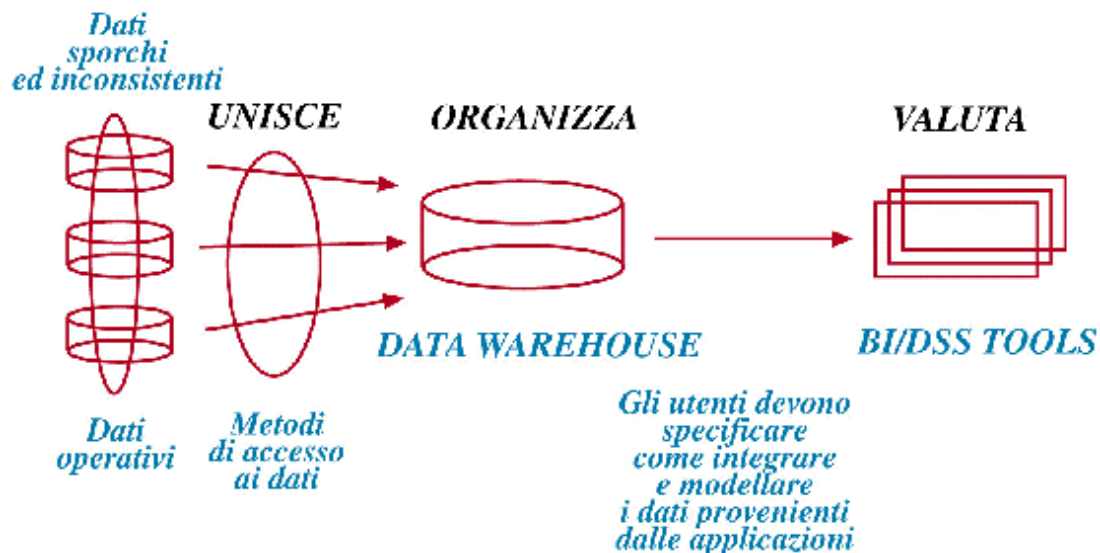 Dati
sporchi
ed inconsistenti
UNISCE
ORGANIZZA
VALUTA
DATA WAREHOUSE
BI/DSS TOOLS
Dati
operativi
Metodi
di accesso
ai dati
Gli utenti devono
specificare
come integrare
e modellare
i dati provenienti
dalle applicazioni